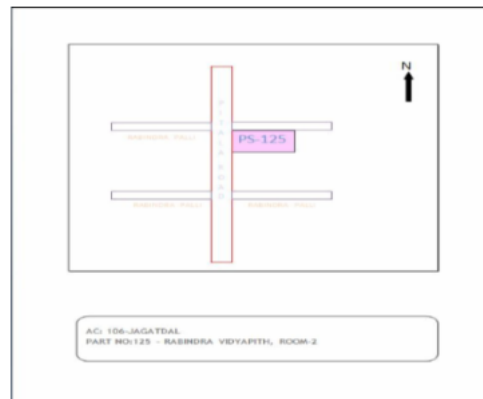 N
PS-125
RABINDRA PALLI
RABINDRA PALLI
RABINDRA PALLI
AC: 106-JAGATDAL
PART NO:125 - RABINDRA VIDYAPITH, ROOM-2